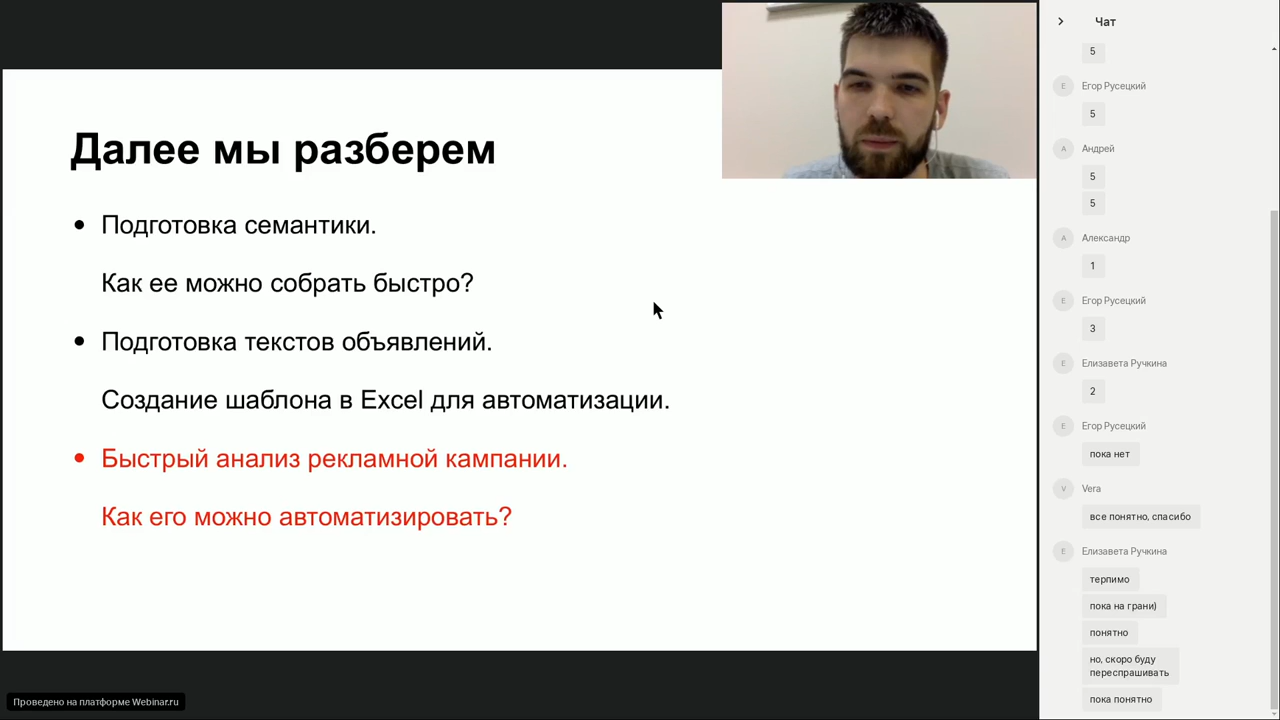 Далее мы разберем
• Подготовка семантики.
Как ее можно собрать быстро?
• Подготовка текстов объявлений.
Создание шаблона в Excel для автоматизации.
• Быстрый анализ рекламной кампании.
Как его можно автоматизировать?
Проведено на платформе Webinar.ru
Чат
5
Е
Егор Русецкий
5
А
Андрей
5
5
А
Александр
1
Е
Егор Русецкий
3
Е
Елизавета Ручкина
2
Е
Егор Русецкий
пока нет
V
Vera
все понятно, спасибо
Е
Елизавета Ручкина
терпимо
пока на грани)
понятно
но, скоро буду
переспрашивать
пока понятно